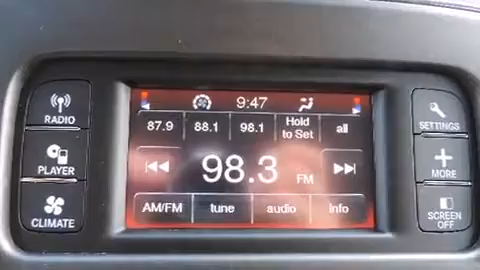 RADIO
PLAYER
CLIMATE
9:47
87.9 88.1 98.1 Hold to Set all
98.3 FM
AM/FM tune audio Info
SETTINGS
MORE
SCREEN
OFF